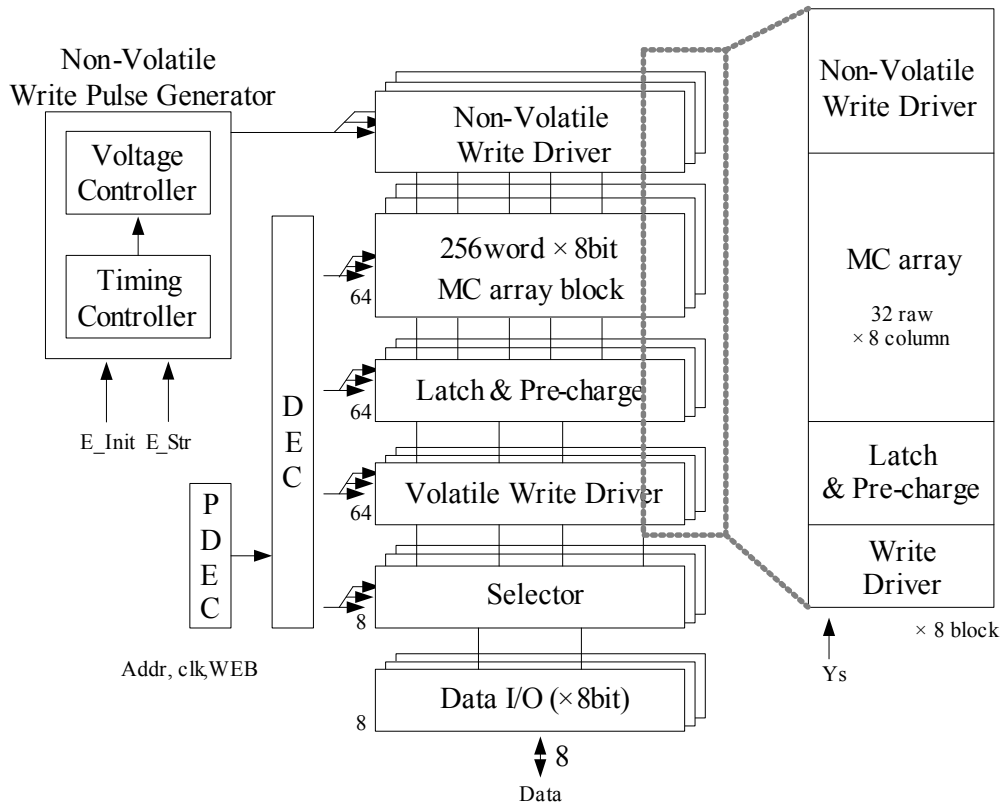 Non-Volatile
Write Pulse Generator
Voltage
Controller
Timing
Controller
E_Init E_Str
P
D
E
C
Addr, clk,WEB
D
E
C
Non-Volatile
Write Driver
256word × 8bit
MC array block
64
Latch & Pre-charge
64
Volatile Write Driver
64
Selector
8
Data I/O (×8bit)
8
8
Data
Non-Volatile
Write Driver
MC array
32 raw
× 8 column
Latch
& Pre-charge
Write
Driver
× 8 block
Ys